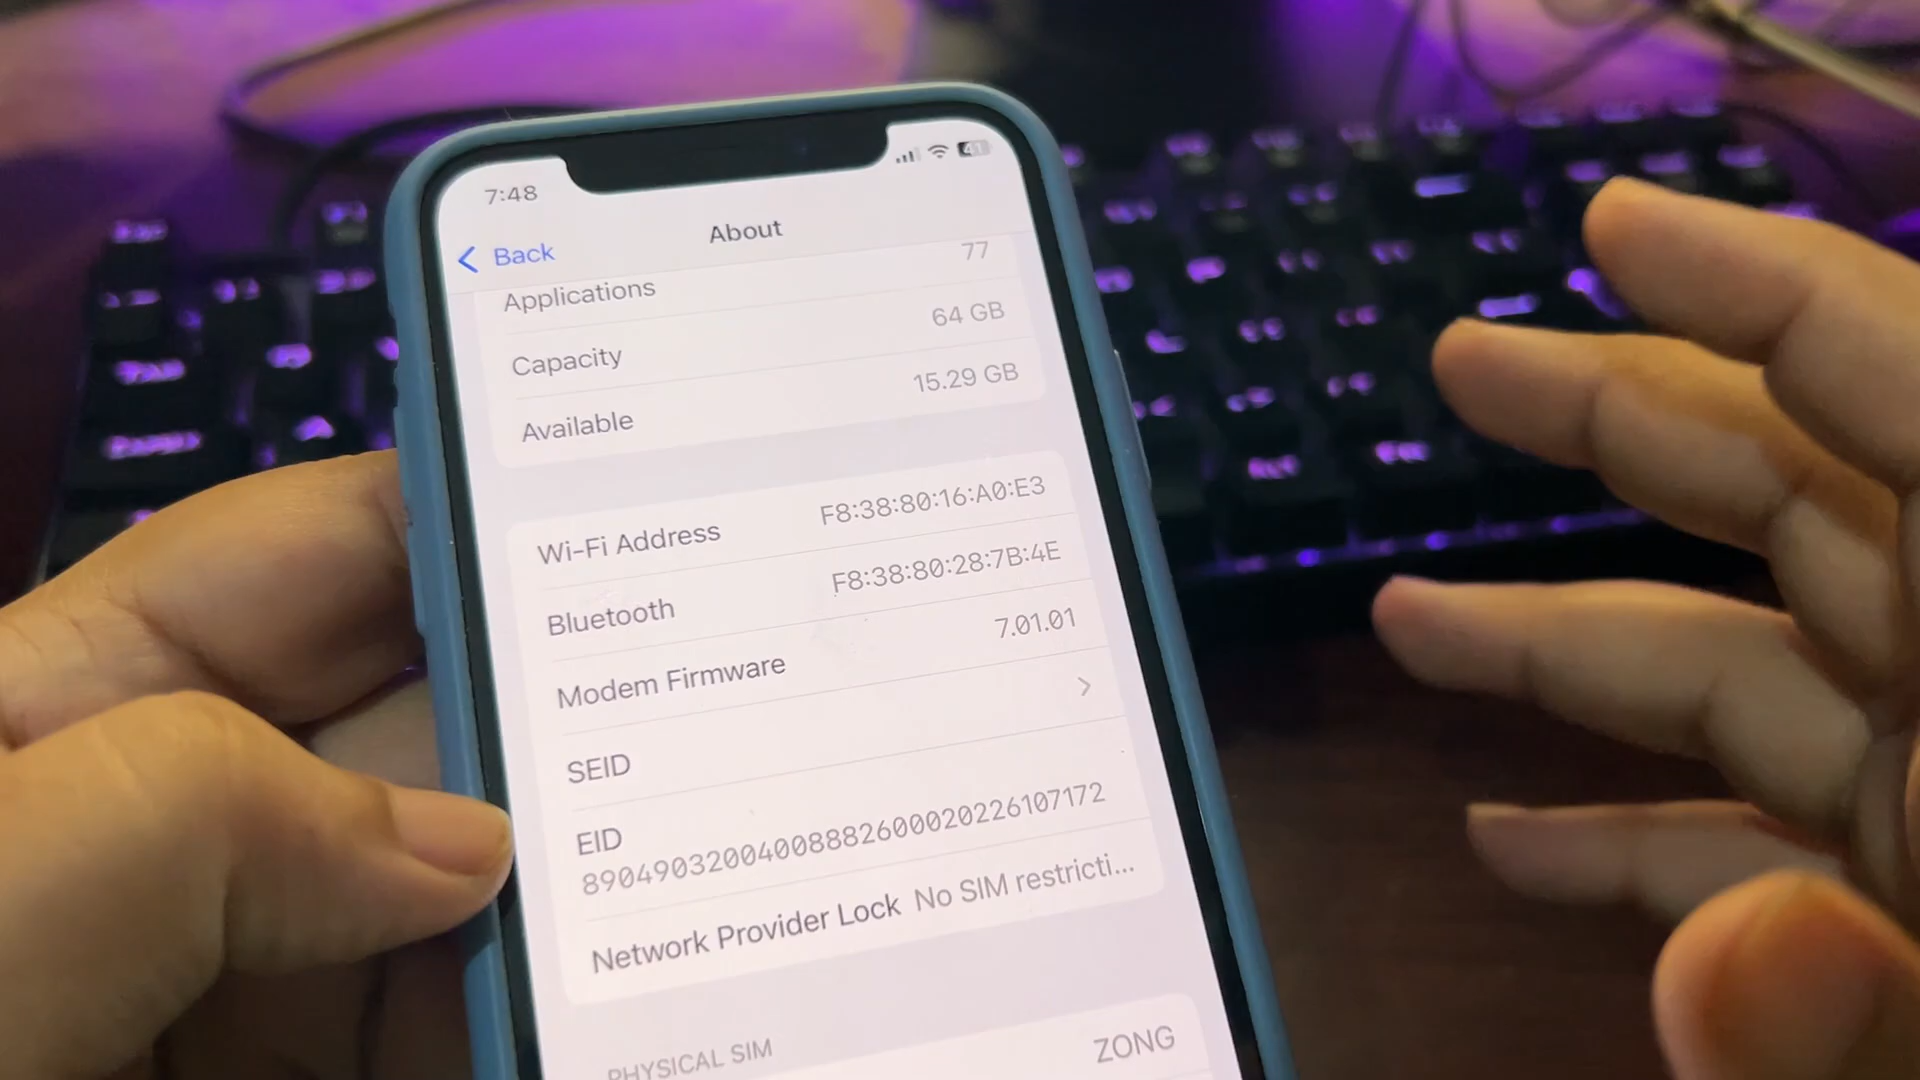 7:48
41
Back
About
Applications 77
Capacity 64 GB
Available 15.29 GB
Wi-Fi Address F8:38:80:16:A0:E3
Bluetooth F8:38:80:28:7B:4E
Modem Firmware 7.01.01
SEID
EID
89049032004008882600020226107172
Network Provider Lock No SIM restricti...
PHYSICAL SIM
ZONG